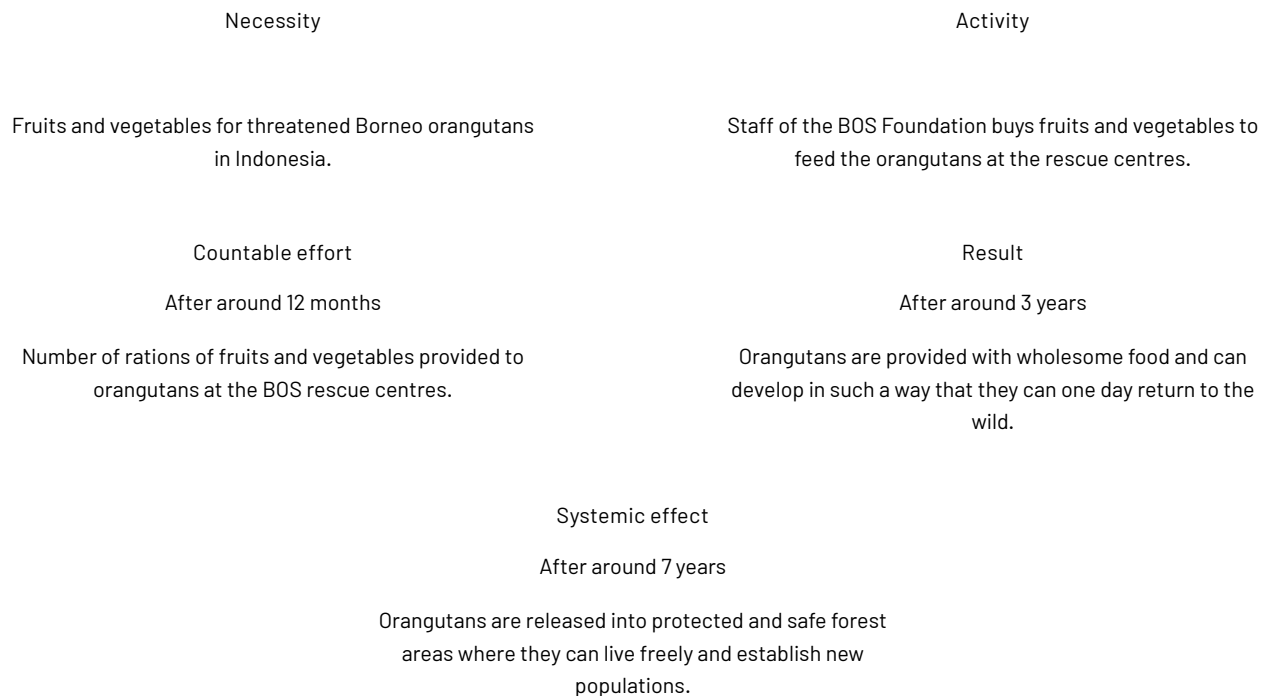 Necessity
Fruits and vegetables for threatened Borneo orangutans
in Indonesia.
Activity
Staff of the BOS Foundation buys fruits and vegetables to
feed the orangutans at the rescue centres.
Countable effort
After around 12 months
Number of rations of fruits and vegetables provided to
orangutans at the BOS rescue centres.
Result
After around 3 years
Orangutans are provided with wholesome food and can
develop in such a way that they can one day return to the
wild.
Systemic effect
After around 7 years
Orangutans are released into protected and safe forest
areas where they can live freely and establish new
populations.